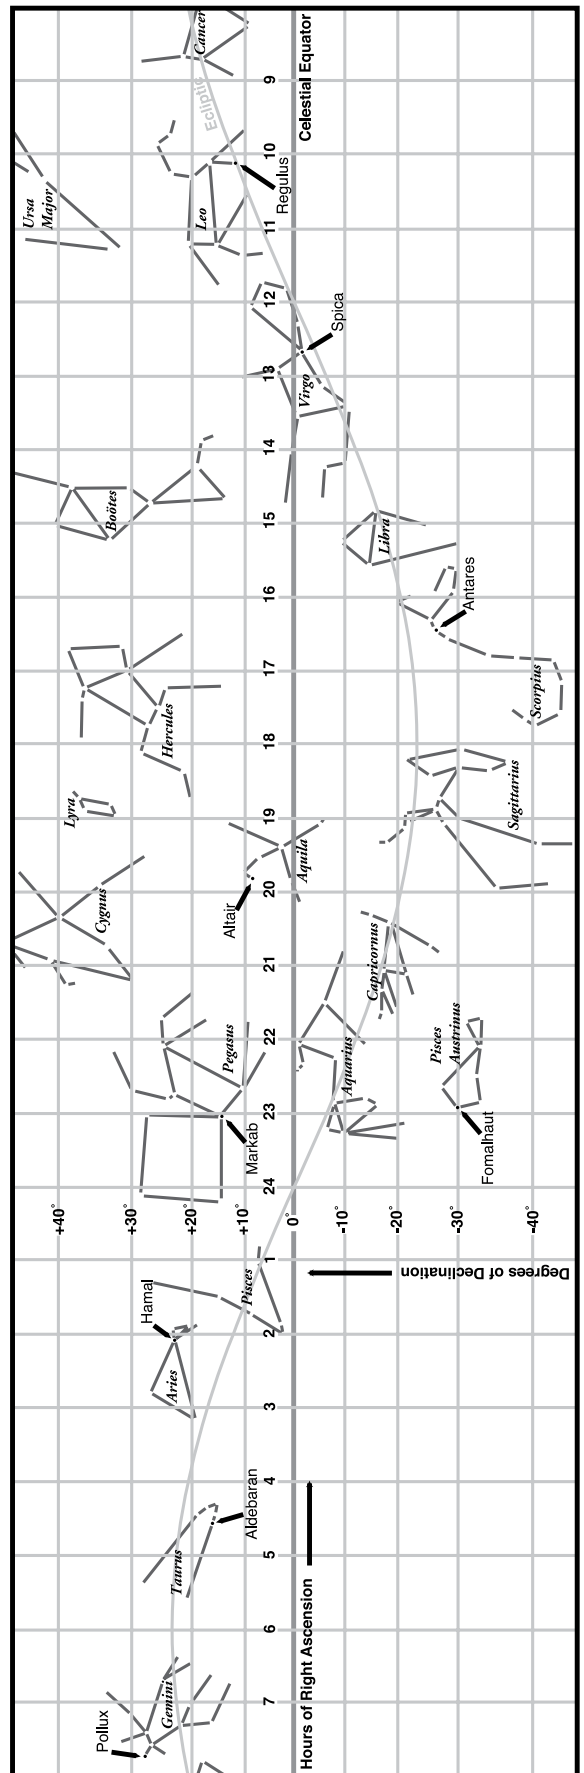 Cancer
9
Ecliptic
Celestial Equator
10
Regulus
Ursa
Major
Leo
11
12
Spica
13
Virgo
14
Boötes
15
Libra
16
Antares
17
Scorpius
Hercules
18
Lyra
Sagittarius
19
Aquila
Altair
20
Cygnus
Capricornus
21
22
Pegasus
Aquarius
Pisces
Austrinus
23
Markab
Fomalhaut
24
+40°
+30°
+20°
+10°
0°
-10°
-20°
-30°
-40°
1
Degrees of Declination
Pisces
Hamal
2
Aries
3
4
Aldebaran
5
Taurus
Hours of Right Ascension
6
7
Gemini
Pollux